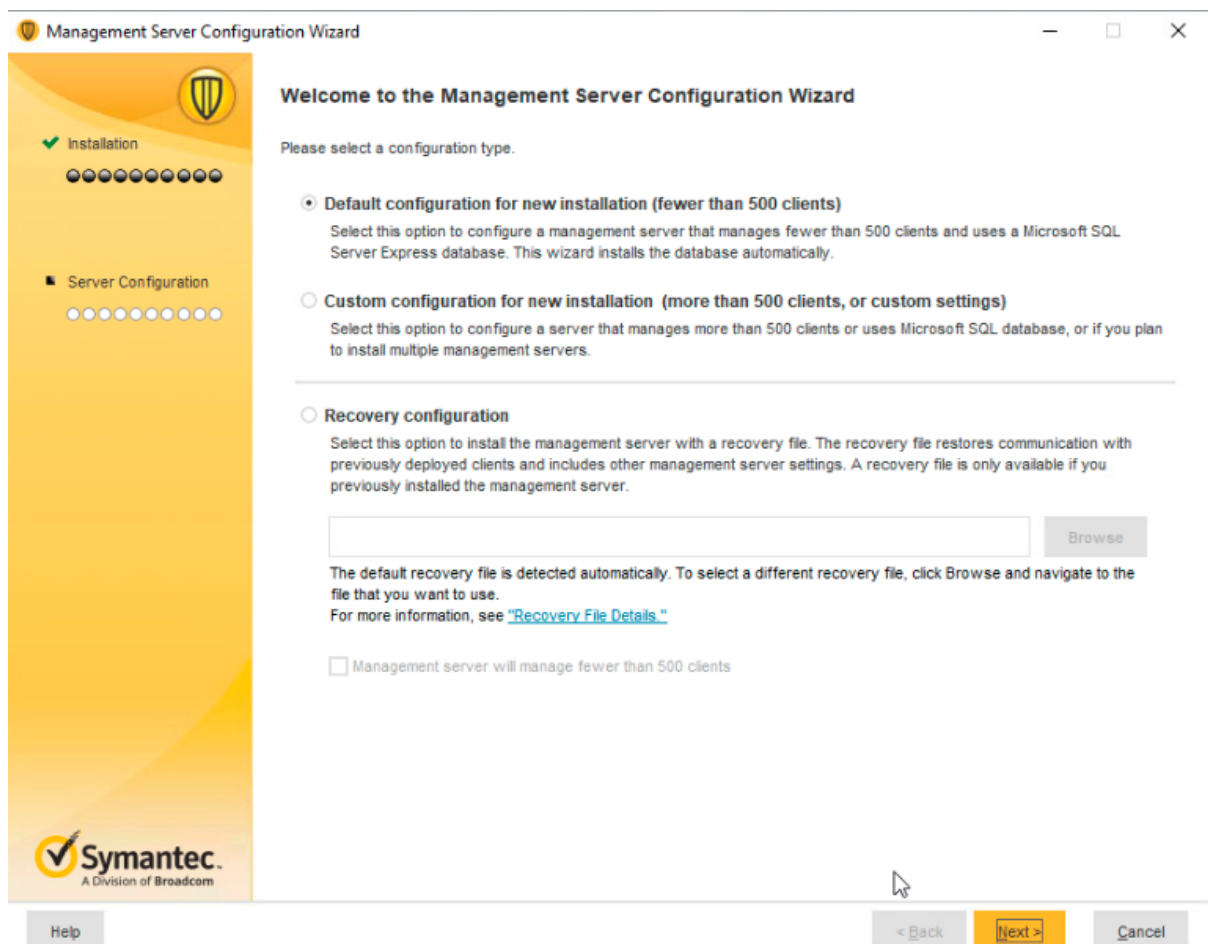 Management Server Configuration Wizard
Installation
Server Configuration
Welcome to the Management Server Configuration Wizard
Please select a configuration type.
Default configuration for new installation (fewer than 500 clients)
Select this option to configure a management server that manages fewer than 500 clients and uses a Microsoft SQL
Server Express database. This wizard installs the database automatically.
Custom configuration for new installation (more than 500 clients, or custom settings)
Select this option to configure a server that manages more than 500 clients or uses Microsoft SQL database, or if you plan
to install multiple management servers.
Recovery configuration
Select this option to install the management server with a recovery file. The recovery file restores communication with
previously deployed clients and includes other management server settings. A recovery file is only available if you
previously installed the management server.
Browse
The default recovery file is detected automatically. To select a different recovery file, click Browse and navigate to the
file that you want to use.
For more information, see "Recovery File Details."
Management server will manage fewer than 500 clients
Symantec™
A Division of Broadcom
Help
< Back
Next >
Cancel